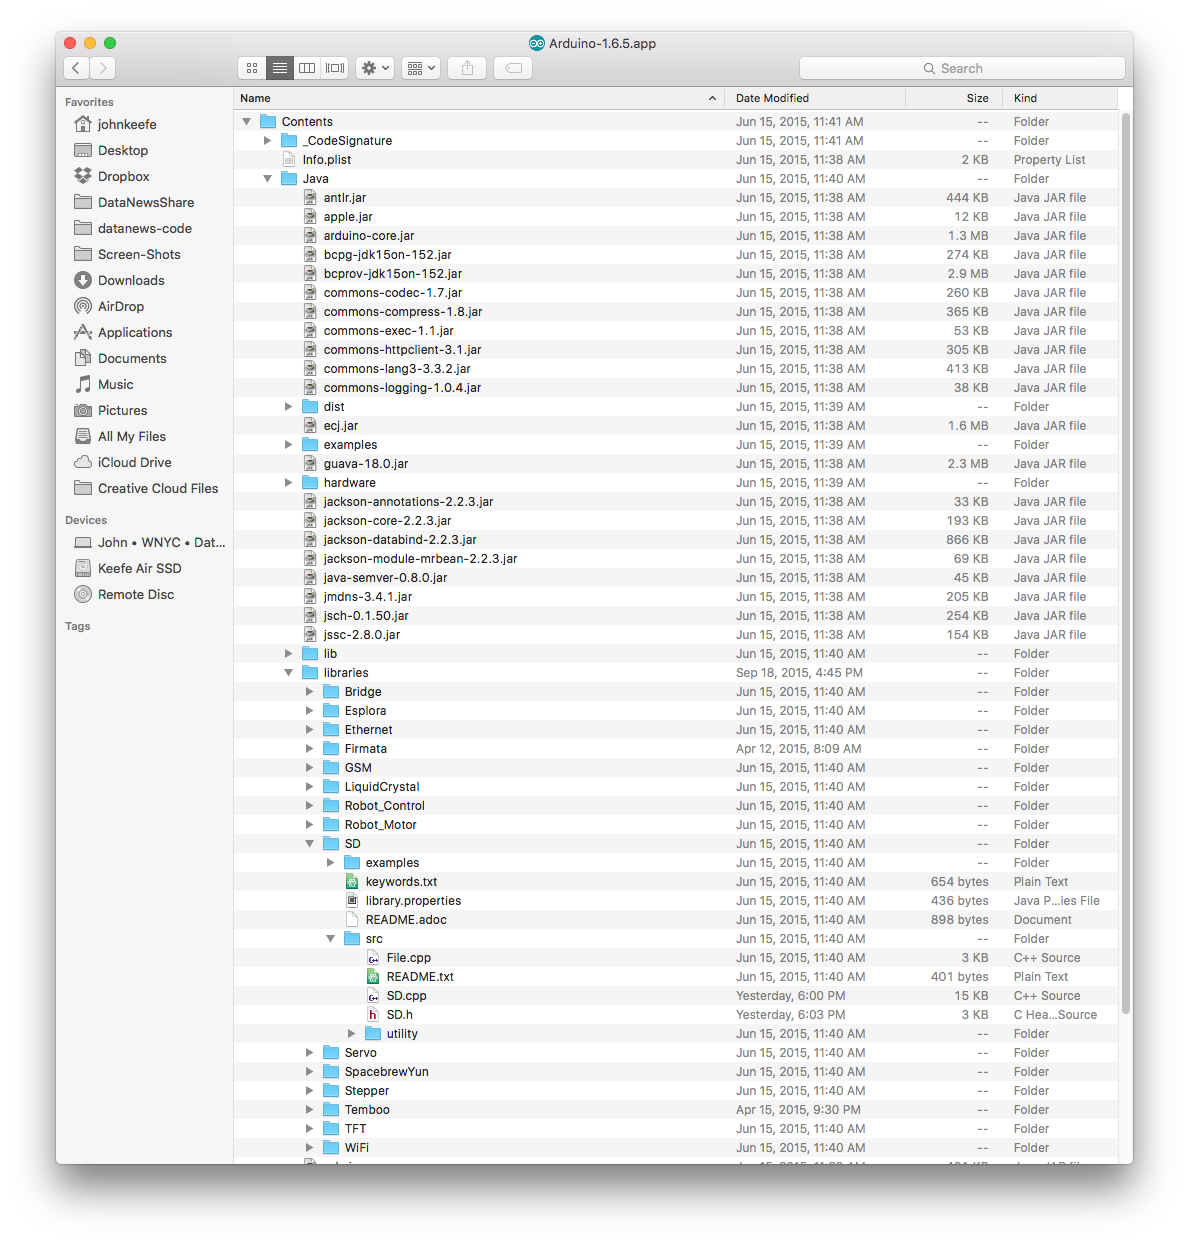 Arduino-1.6.5.app
Search
Favorites
johnkeefe
Desktop
Dropbox
DataNewsShare
datanews-code
Screen-Shots
Downloads
AirDrop
Applications
Documents
Music
Pictures
All My Files
iCloud Drive
Creative Cloud Files
Devices
John • WNYC • Dat...
Keefe Air SSD
Remote Disc
Tags
Name Date Modified Size Kind
Contents Jun 15, 2015, 11:41 AM -- Folder
_CodeSignature Jun 15, 2015, 11:41 AM -- Folder
Info.plist Jun 15, 2015, 11:38 AM 2 KB Property List
Java Jun 15, 2015, 11:40 AM -- Folder
antlr.jar Jun 15, 2015, 11:38 AM 444 KB Java JAR file
apple.jar Jun 15, 2015, 11:38 AM 12 KB Java JAR file
arduino-core.jar Jun 15, 2015, 11:38 AM 1.3 MB Java JAR file
bcpg-jdk15on-152.jar Jun 15, 2015, 11:38 AM 274 KB Java JAR file
bcprov-jdk15on-152.jar Jun 15, 2015, 11:38 AM 2.9 MB Java JAR file
commons-codec-1.7.jar Jun 15, 2015, 11:38 AM 260 KB Java JAR file
commons-compress-1.8.jar Jun 15, 2015, 11:38 AM 365 KB Java JAR file
commons-exec-1.1.jar Jun 15, 2015, 11:38 AM 53 KB Java JAR file
commons-httpclient-3.1.jar Jun 15, 2015, 11:38 AM 305 KB Java JAR file
commons-lang3-3.3.2.jar Jun 15, 2015, 11:38 AM 413 KB Java JAR file
commons-logging-1.0.4.jar Jun 15, 2015, 11:38 AM 38 KB Java JAR file
dist Jun 15, 2015, 11:39 AM -- Folder
ecj.jar Jun 15, 2015, 11:38 AM 1.6 MB Java JAR file
examples Jun 15, 2015, 11:39 AM -- Folder
guava-18.0.jar Jun 15, 2015, 11:38 AM 2.3 MB Java JAR file
hardware Jun 15, 2015, 11:39 AM -- Folder
jackson-annotations-2.2.3.jar Jun 15, 2015, 11:38 AM 33 KB Java JAR file
jackson-core-2.2.3.jar Jun 15, 2015, 11:38 AM 193 KB Java JAR file
jackson-databind-2.2.3.jar Jun 15, 2015, 11:38 AM 866 KB Java JAR file
jackson-module-mrbean-2.2.3.jar Jun 15, 2015, 11:38 AM 69 KB Java JAR file
java-semver-0.8.0.jar Jun 15, 2015, 11:38 AM 45 KB Java JAR file
jmdns-3.4.1.jar Jun 15, 2015, 11:38 AM 205 KB Java JAR file
jsch-0.1.50.jar Jun 15, 2015, 11:38 AM 254 KB Java JAR file
jssc-2.8.0.jar Jun 15, 2015, 11:38 AM 154 KB Java JAR file
lib Jun 15, 2015, 11:40 AM -- Folder
libraries Sep 18, 2015, 4:45 PM -- Folder
Bridge Jun 15, 2015, 11:40 AM -- Folder
Esplora Jun 15, 2015, 11:40 AM -- Folder
Ethernet Jun 15, 2015, 11:40 AM -- Folder
Firmata Apr 12, 2015, 8:09 AM -- Folder
GSM Jun 15, 2015, 11:40 AM -- Folder
LiquidCrystal Jun 15, 2015, 11:40 AM -- Folder
Robot_Control Jun 15, 2015, 11:40 AM -- Folder
Robot_Motor Jun 15, 2015, 11:40 AM -- Folder
SD Jun 15, 2015, 11:40 AM -- Folder
examples Jun 15, 2015, 11:40 AM -- Folder
keywords.txt Jun 15, 2015, 11:40 AM 654 bytes Plain Text
library.properties Jun 15, 2015, 11:40 AM 436 bytes Java P...ies File
README.adoc Jun 15, 2015, 11:40 AM 898 bytes Document
src Jun 15, 2015, 11:40 AM -- Folder
File.cpp Jun 15, 2015, 11:40 AM 3 KB C++ Source
README.txt Jun 15, 2015, 11:40 AM 401 bytes Plain Text
SD.cpp Yesterday, 6:00 PM 15 KB C++ Source
SD.h Yesterday, 6:03 PM 3 KB C Hea...Source
utility Jun 15, 2015, 11:40 AM -- Folder
Servo Jun 15, 2015, 11:40 AM -- Folder
SpacebrewYun Jun 15, 2015, 11:40 AM -- Folder
Stepper Jun 15, 2015, 11:40 AM -- Folder
Temboo Apr 15, 2015, 9:30 PM -- Folder
TFT Jun 15, 2015, 11:40 AM -- Folder
WiFi Jun 15, 2015, 11:40 AM -- Folder